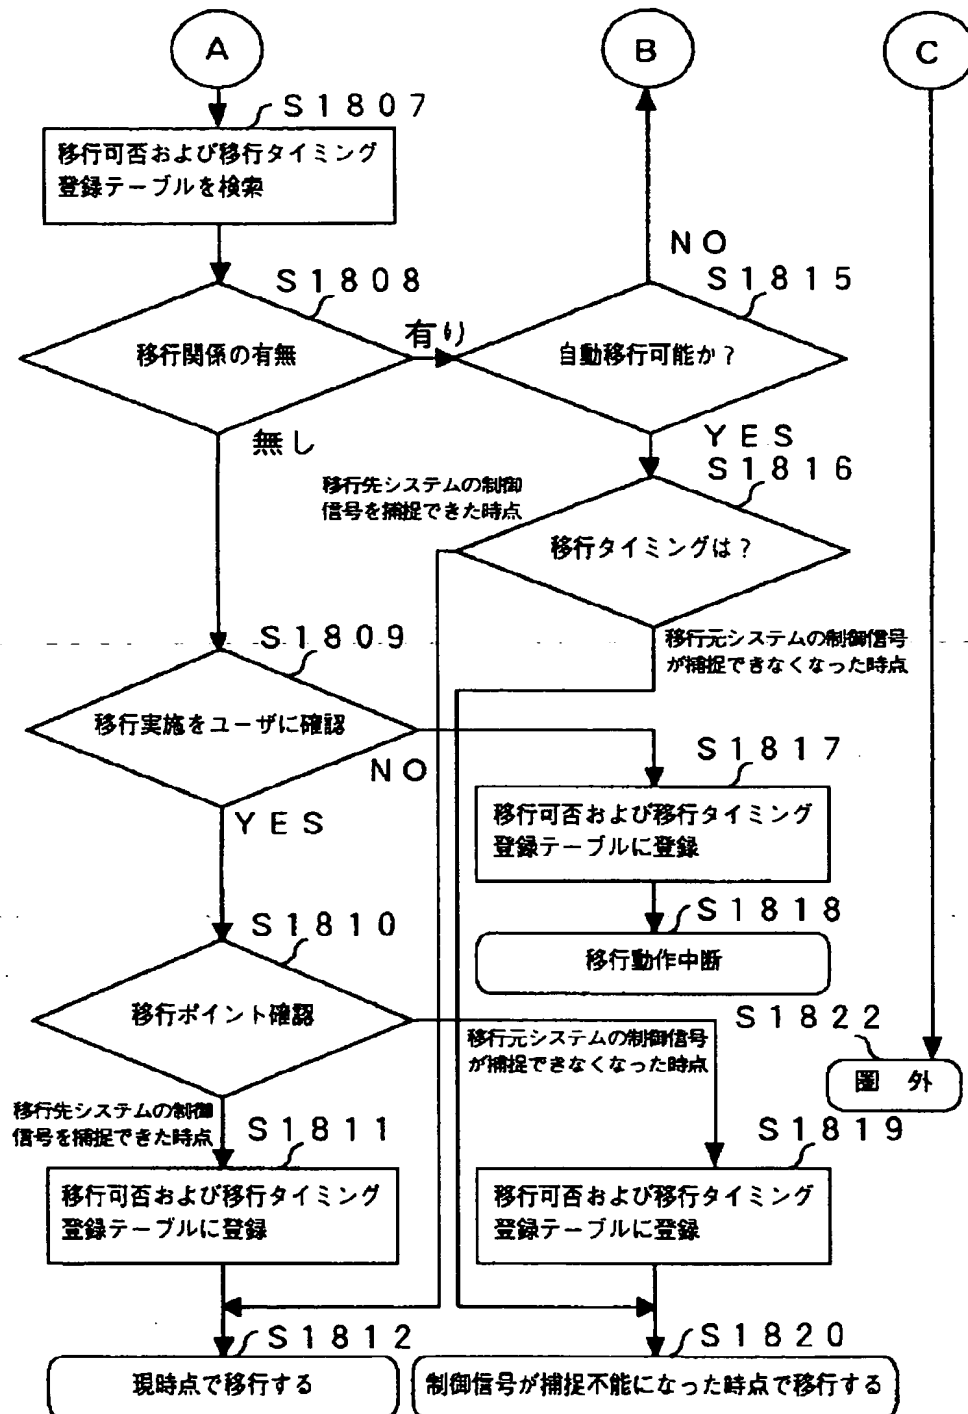 A
B
C
S1807
移行可否および移行タイミング
登録テーブルを検索
NO
S1808
S1815
移行関係の有無
有り
自動移行可能か？
無し
YES
S1816
移行先システムの制御
信号を捕捉できた時点
移行タイミングは？
S1809
移行元システムの制御信号
が捕捉できなくなった時点
移行実施をユーザに確認
NO
S1817
YES
移行可否および移行タイミング
登録テーブルに登録
S1810
S1818
移行動作中断
移行ポイント確認
移行元システムの制御信号
が捕捉できなくなった時点
S1822
圏 外
移行先システムの制御
信号を捕捉できた時点
S1811
S1819
移行可否および移行タイミング
登録テーブルに登録
移行可否および移行タイミング
登録テーブルに登録
S1812
S1820
現時点で移行する
制御信号が捕捉不能になった時点で移行する